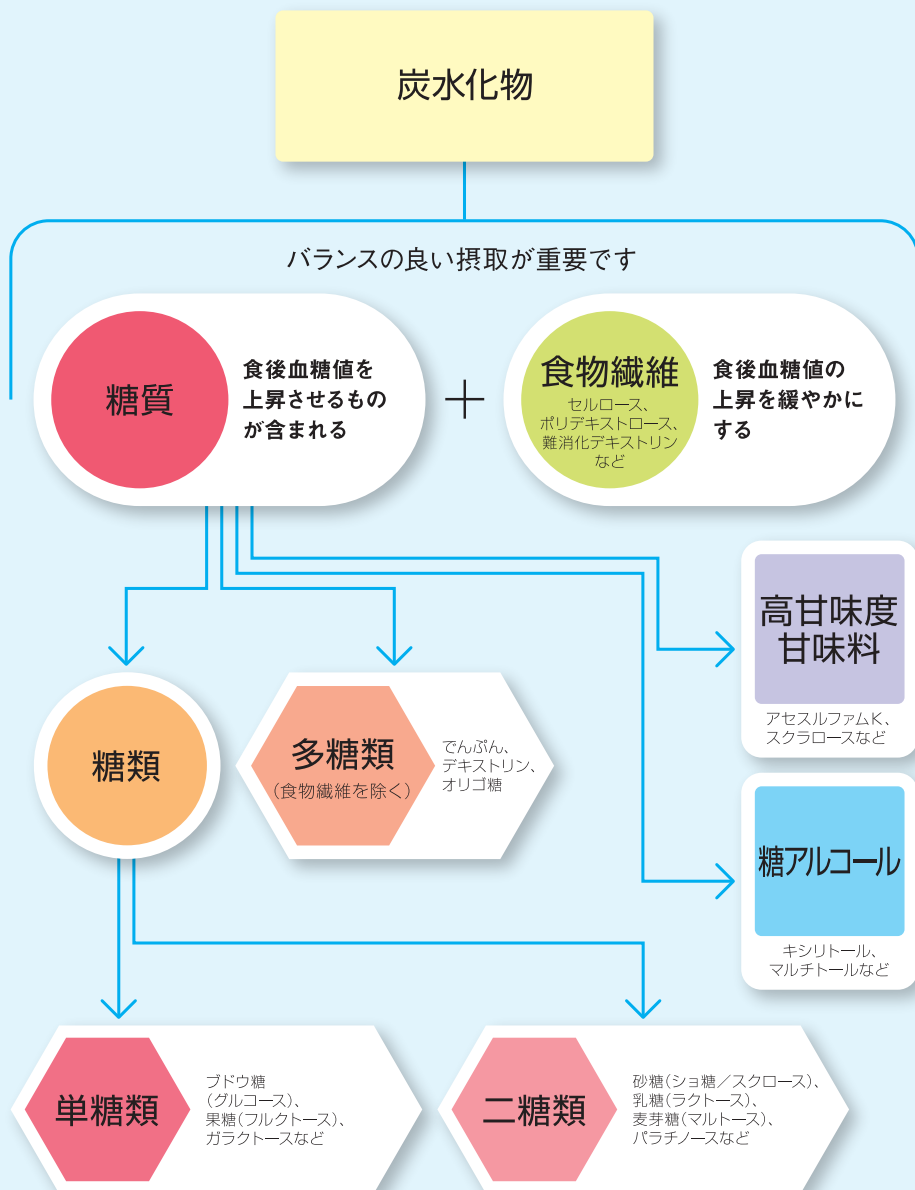 炭水化物
バランスの良い摂取が重要です
糖質
食後血糖値を
上昇させるもの
が含まれる
＋
食物繊維
セルロース、
ポリデキストロース、
難消化デキストリン
など
食後血糖値の
上昇を緩やかに
する
高甘味度
甘味料
アセスルファムK、
スクラロースなど
糖類
多糖類
（食物繊維を除く）
でんぷん、
デキストリン、
オリゴ糖
糖アルコール
キシリトール、
マルチトールなど
単糖類
ブドウ糖
（グルコース）、
果糖（フルクトース）、
ガラクトースなど
二糖類
砂糖（ショ糖／スクロース）、
乳糖（ラクトース）、
麦芽糖（マルトース）、
パラチノースなど